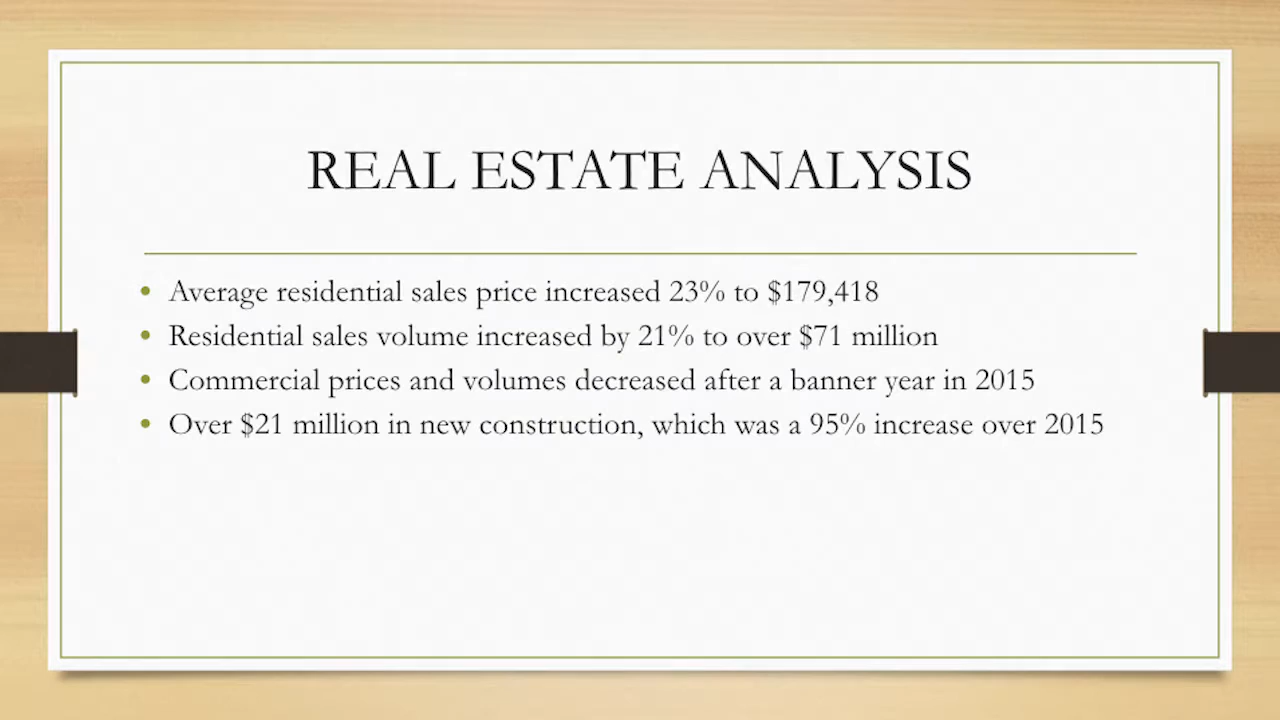 REAL ESTATE ANALYSIS
• Average residential sales price increased 23% to $179,418
• Residential sales volume increased by 21% to over $71 million
• Commercial prices and volumes decreased after a banner year in 2015
• Over $21 million in new construction, which was a 95% increase over 2015